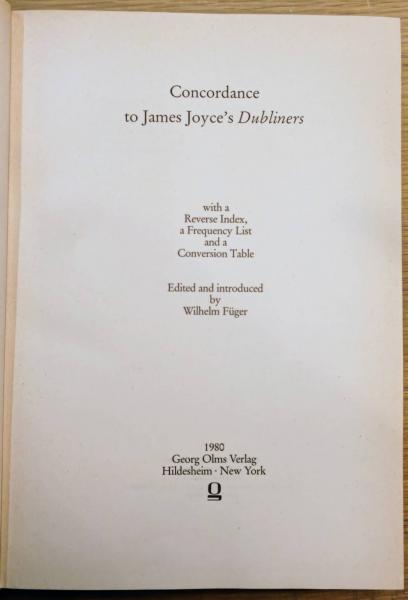 Concordance
to James Joyce's Dubliners
with a
Reverse Index,
a Frequency List
and a
Conversion Table
Edited and introduced
by
Wilhelm Füger
1980
Georg Olms Verlag
Hildesheim · New York